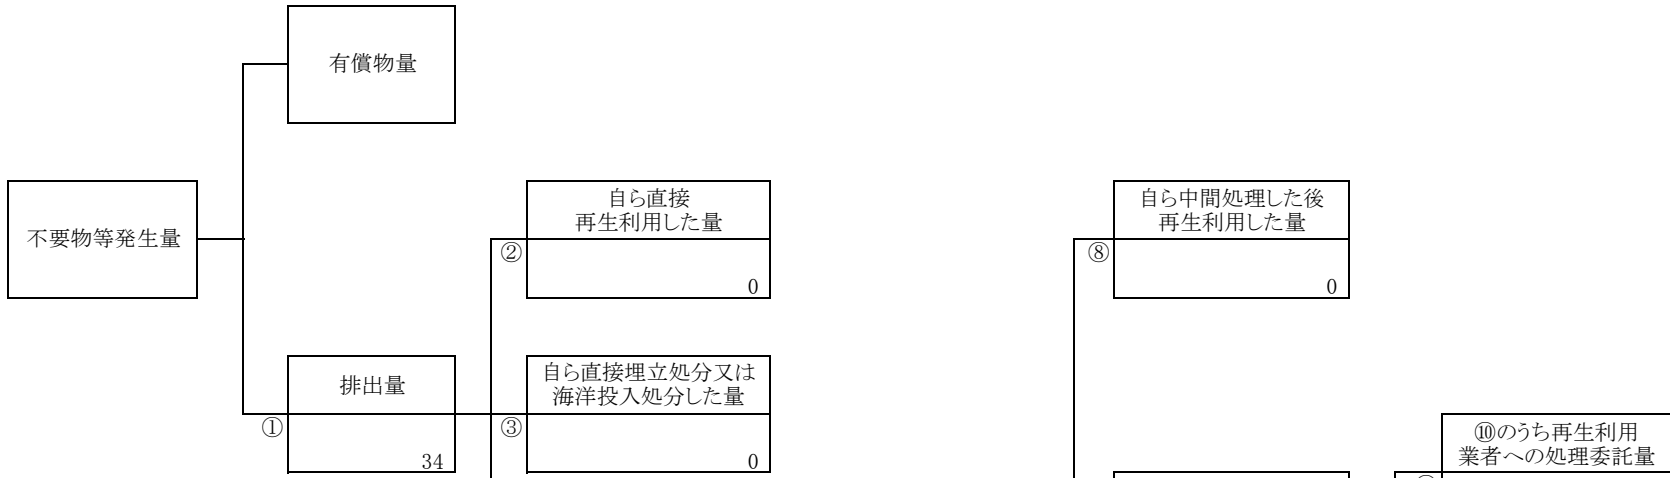 有償物量
不要物等発生量
自ら直接
再生利用した量
②
0
自ら中間処理した後
再生利用した量
⑧
0
排出量
①
34
自ら直接埋立処分又は
海洋投入処分した量
③
0
⑩のうち再生利用
業者への処理委託量